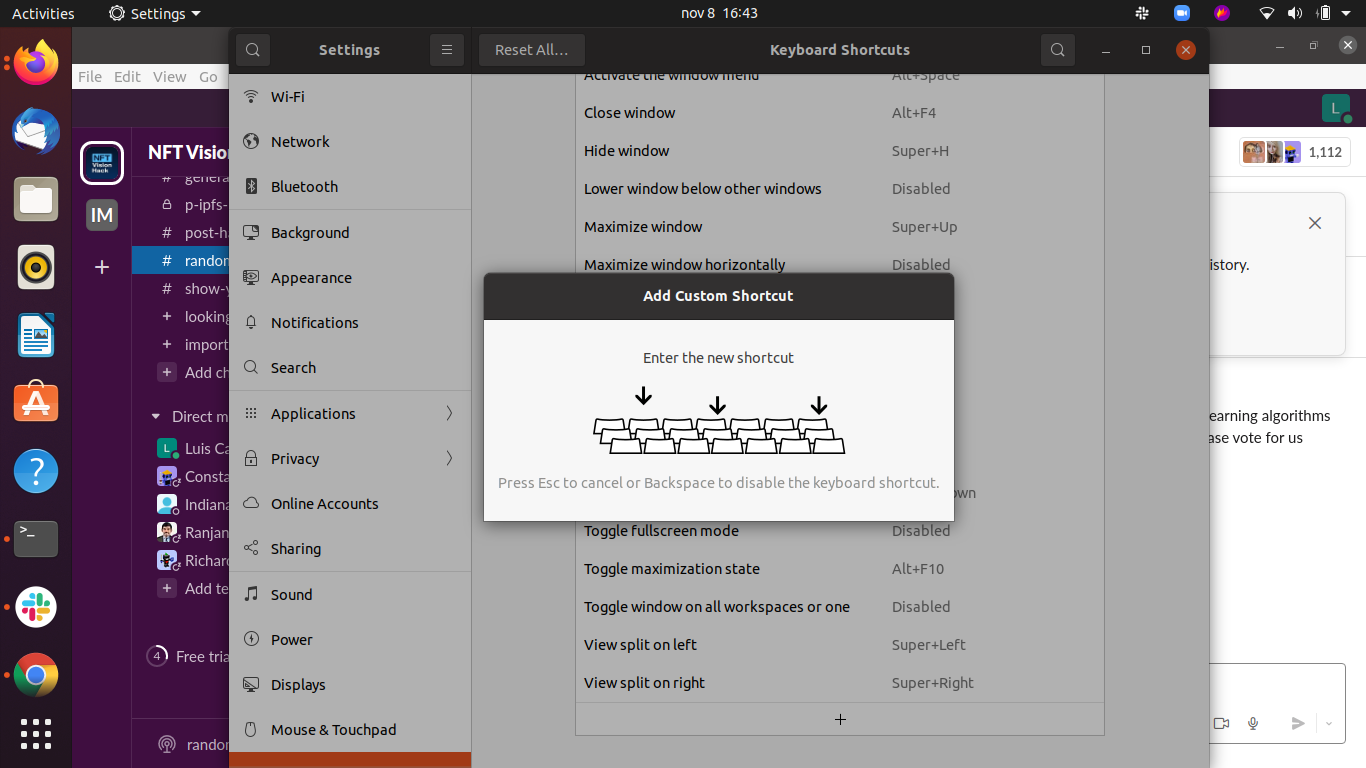 Activities
Settings
nov 8 16:43
File Edit View Go
Settings
Reset All…
Keyboard Shortcuts
L
NFT
Vision
Hack
IM
NFT Visio
1,112
# genera
p-ipfs-
# post-ha
# random
# show-y
+ looking
+ import
+ Add ch
Direct m
L Luis Ca
Consta
Indiana
Ranjan
Richard
+ Add te
4 Free tria
random
Wi-Fi
Network
Bluetooth
Background
Appearance
Notifications
Search
Applications
Privacy
Online Accounts
Sharing
Sound
Power
Displays
Mouse & Touchpad
Activate the window menu Alt+Space
Close window Alt+F4
Hide window Super+H
Lower window below other windows Disabled
Maximize window Super+Up
Maximize window horizontally Disabled
Add Custom Shortcut
Enter the new shortcut
Press Esc to cancel or Backspace to disable the keyboard shortcut.
own
Toggle fullscreen mode Disabled
Toggle maximization state Alt+F10
Toggle window on all workspaces or one Disabled
View split on left Super+Left
View split on right Super+Right
+
istory.
earning algorithms
ase vote for us